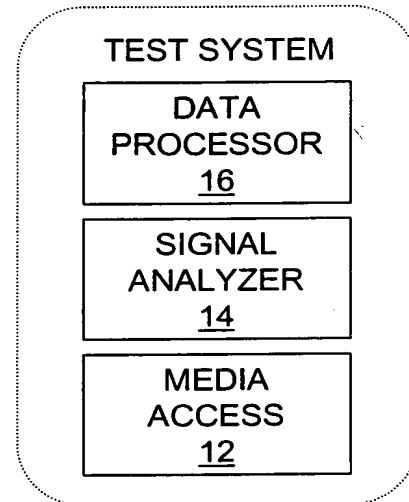 TEST SYSTEM
DATA
PROCESSOR
16
SIGNAL
ANALYZER
14
MEDIA
ACCESS
12